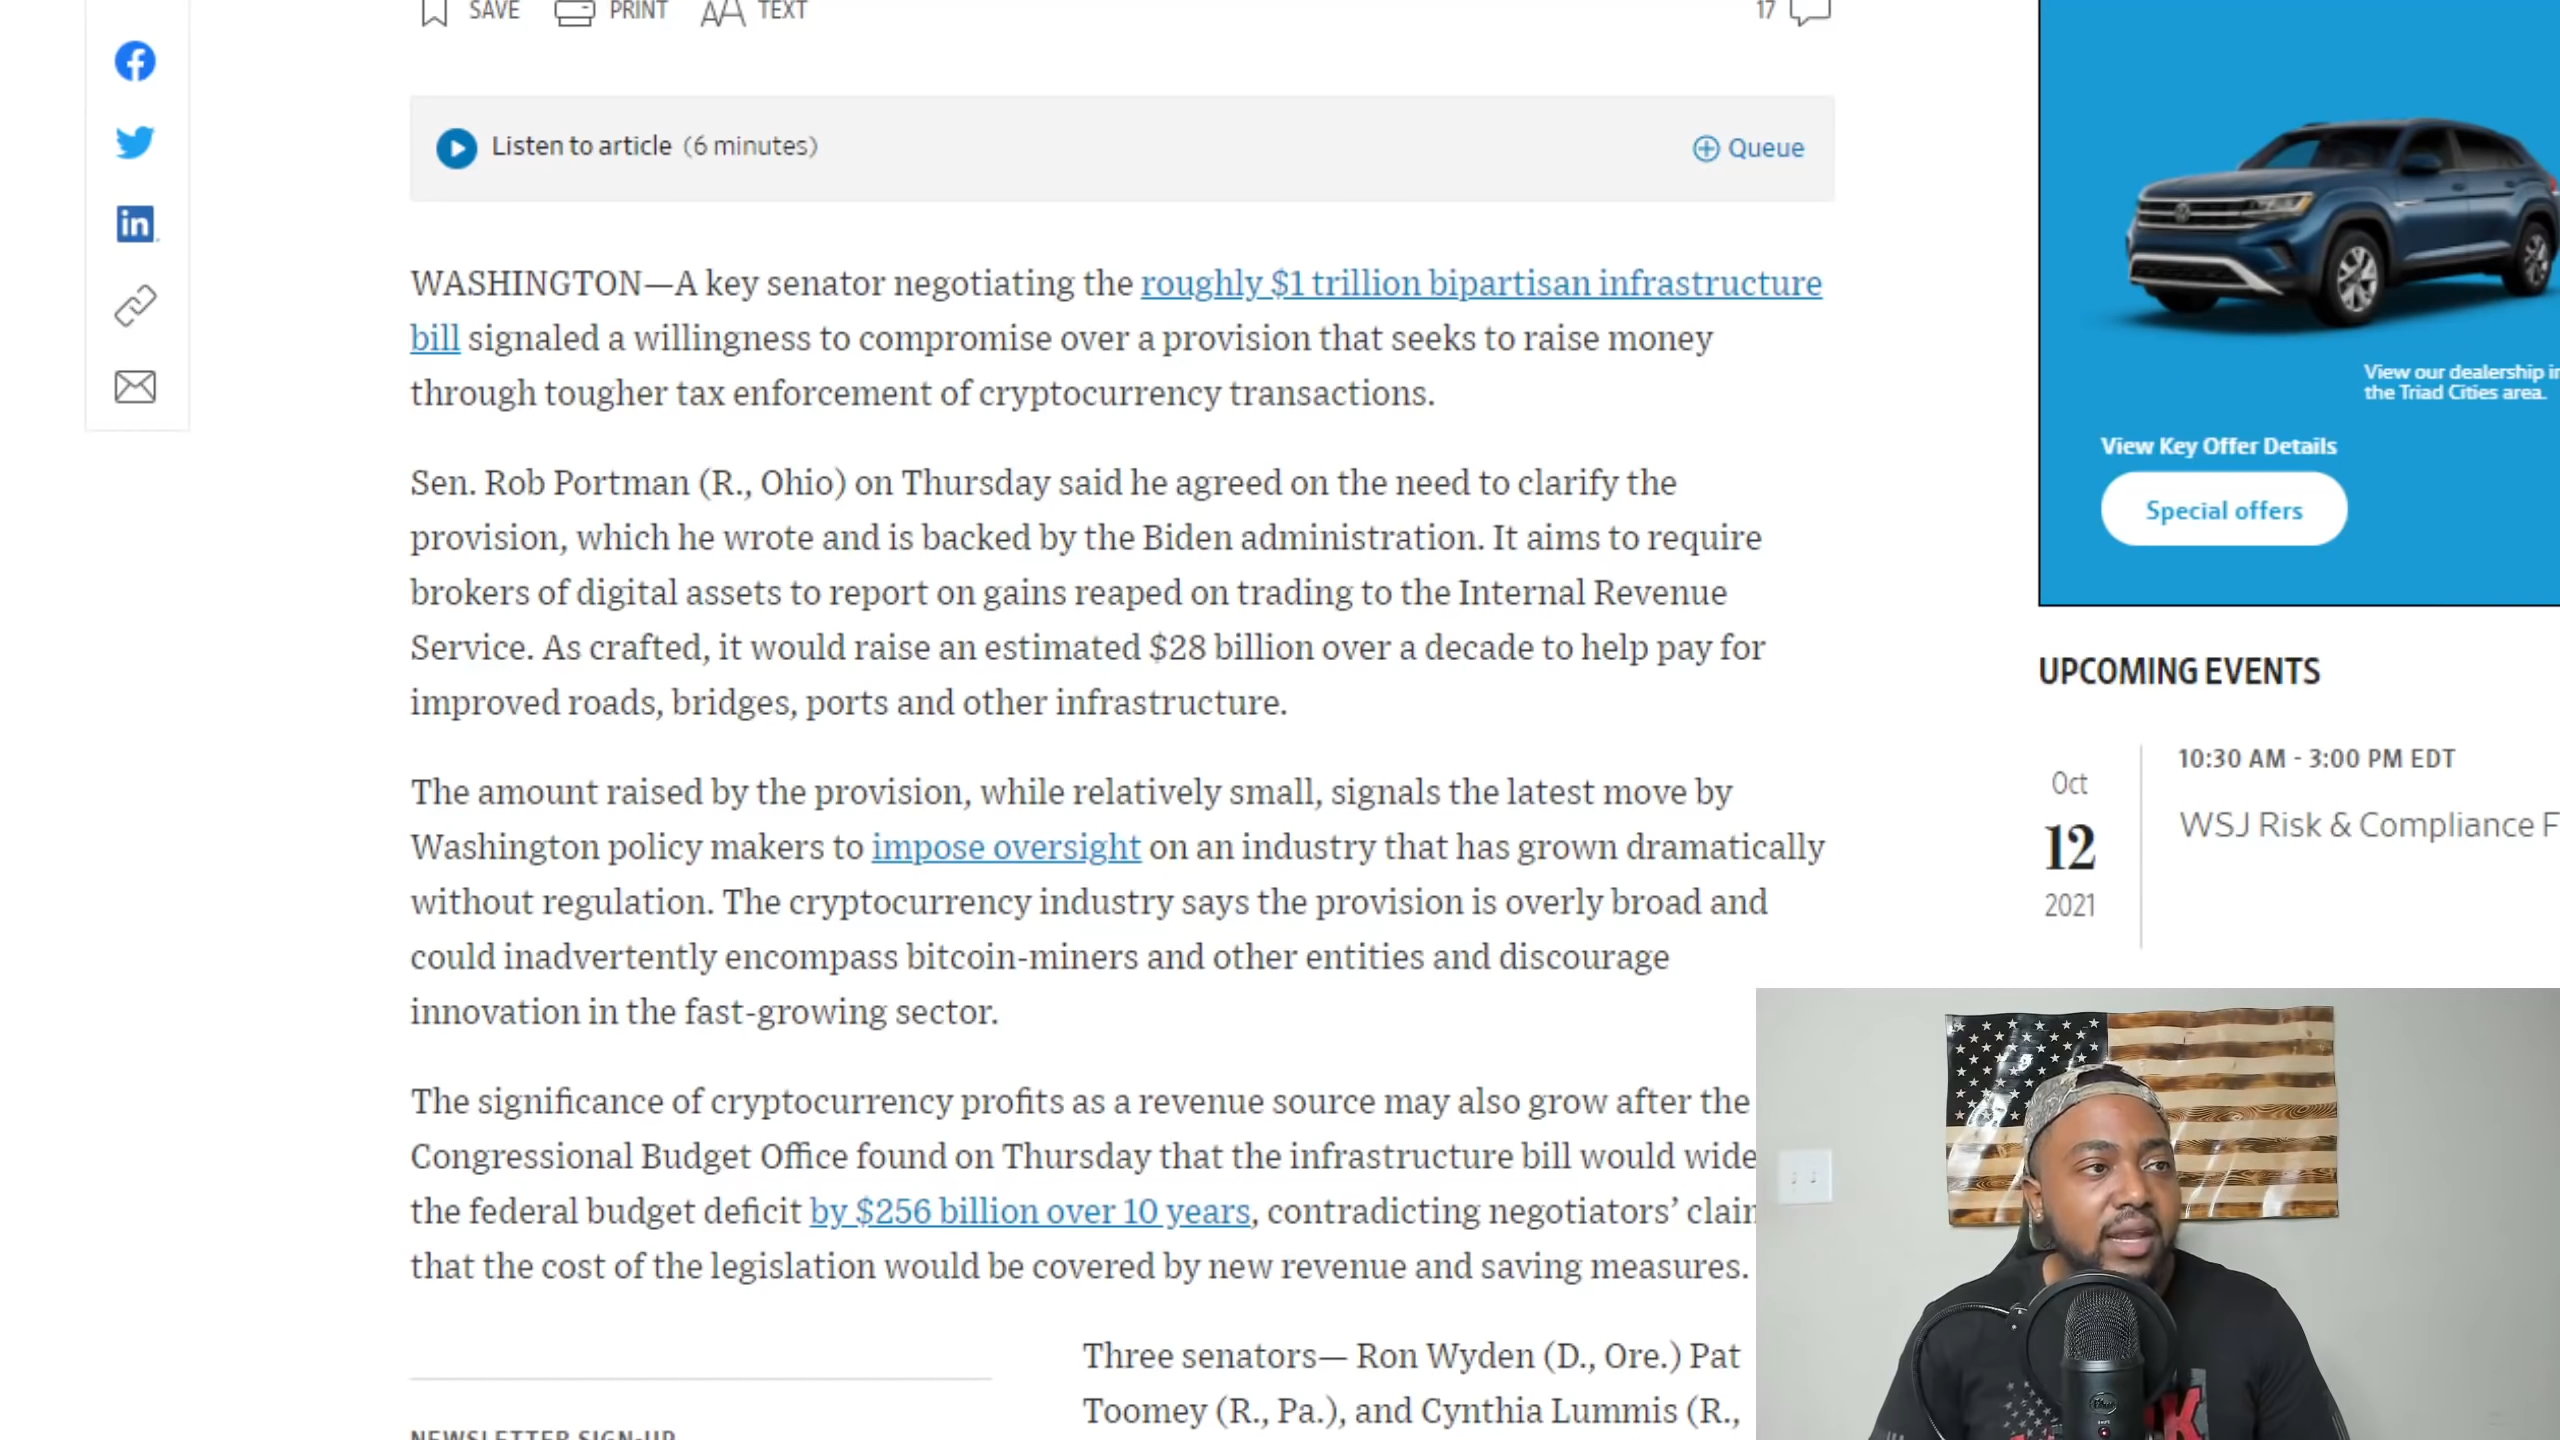 SAVE PRINT AA TEXT 17
Listen to article (6 minutes) Queue
WASHINGTON—A key senator negotiating the roughly $1 trillion bipartisan infrastructure
bill signaled a willingness to compromise over a provision that seeks to raise money
through tougher tax enforcement of cryptocurrency transactions.
Sen. Rob Portman (R., Ohio) on Thursday said he agreed on the need to clarify the
provision, which he wrote and is backed by the Biden administration. It aims to require
brokers of digital assets to report on gains reaped on trading to the Internal Revenue
Service. As crafted, it would raise an estimated $28 billion over a decade to help pay for
improved roads, bridges, ports and other infrastructure.
The amount raised by the provision, while relatively small, signals the latest move by
Washington policy makers to impose oversight on an industry that has grown dramatically
without regulation. The cryptocurrency industry says the provision is overly broad and
could inadvertently encompass bitcoin-miners and other entities and discourage
innovation in the fast-growing sector.
The significance of cryptocurrency profits as a revenue source may also grow after the
Congressional Budget Office found on Thursday that the infrastructure bill would wide
the federal budget deficit by $256 billion over 10 years, contradicting negotiators’ clain
that the cost of the legislation would be covered by new revenue and saving measures.
Three senators— Ron Wyden (D., Ore.) Pat
Toomey (R., Pa.), and Cynthia Lummis (R.,
NEWSLETTER SIGN-UP
View our dealership in
the Triad Cities area.
View Key Offer Details
Special offers
UPCOMING EVENTS
Oct
12
2021
10:30 AM - 3:00 PM EDT
WSJ Risk & Compliance F